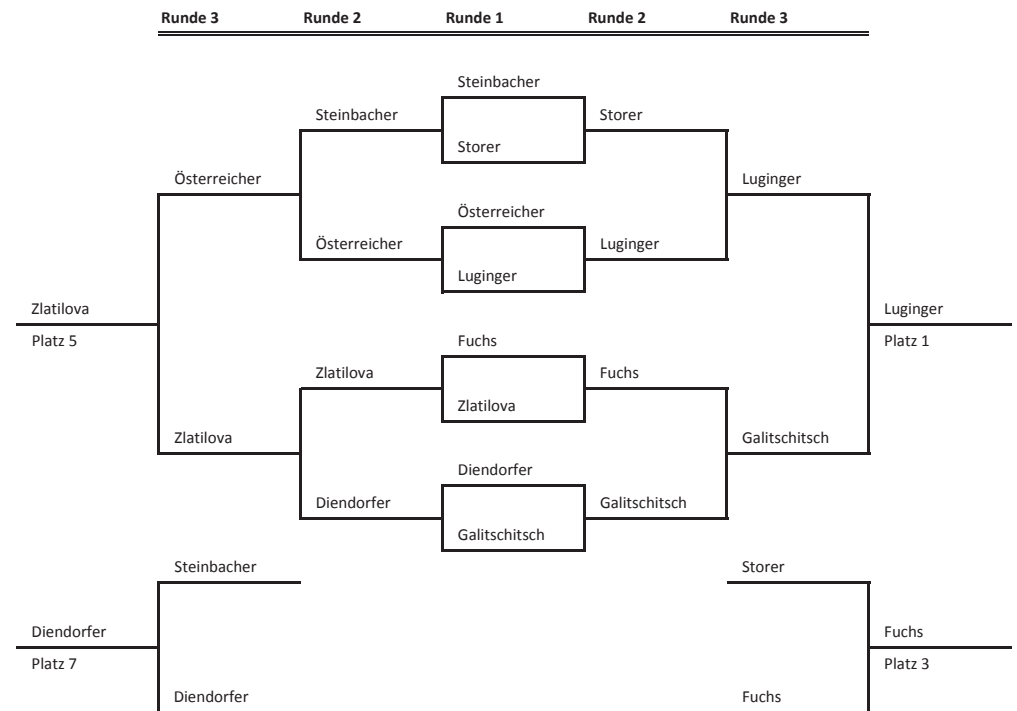 Runde 3 Runde 2 Runde 1 Runde 2 Runde 3
Steinbacher
Steinbacher Storer
Storer
Österreicher Luginger
Österreicher
Österreicher Luginger
Luginger
Zlatilova Luginger
Platz 5 Platz 1
Fuchs
Zlatilova Fuchs
Zlatilova
Zlatilova Galitschitsch
Diendorfer
Diendorfer Galitschitsch
Galitschitsch
Steinbacher Storer
Diendorfer Fuchs
Platz 7 Platz 3
Diendorfer Fuchs